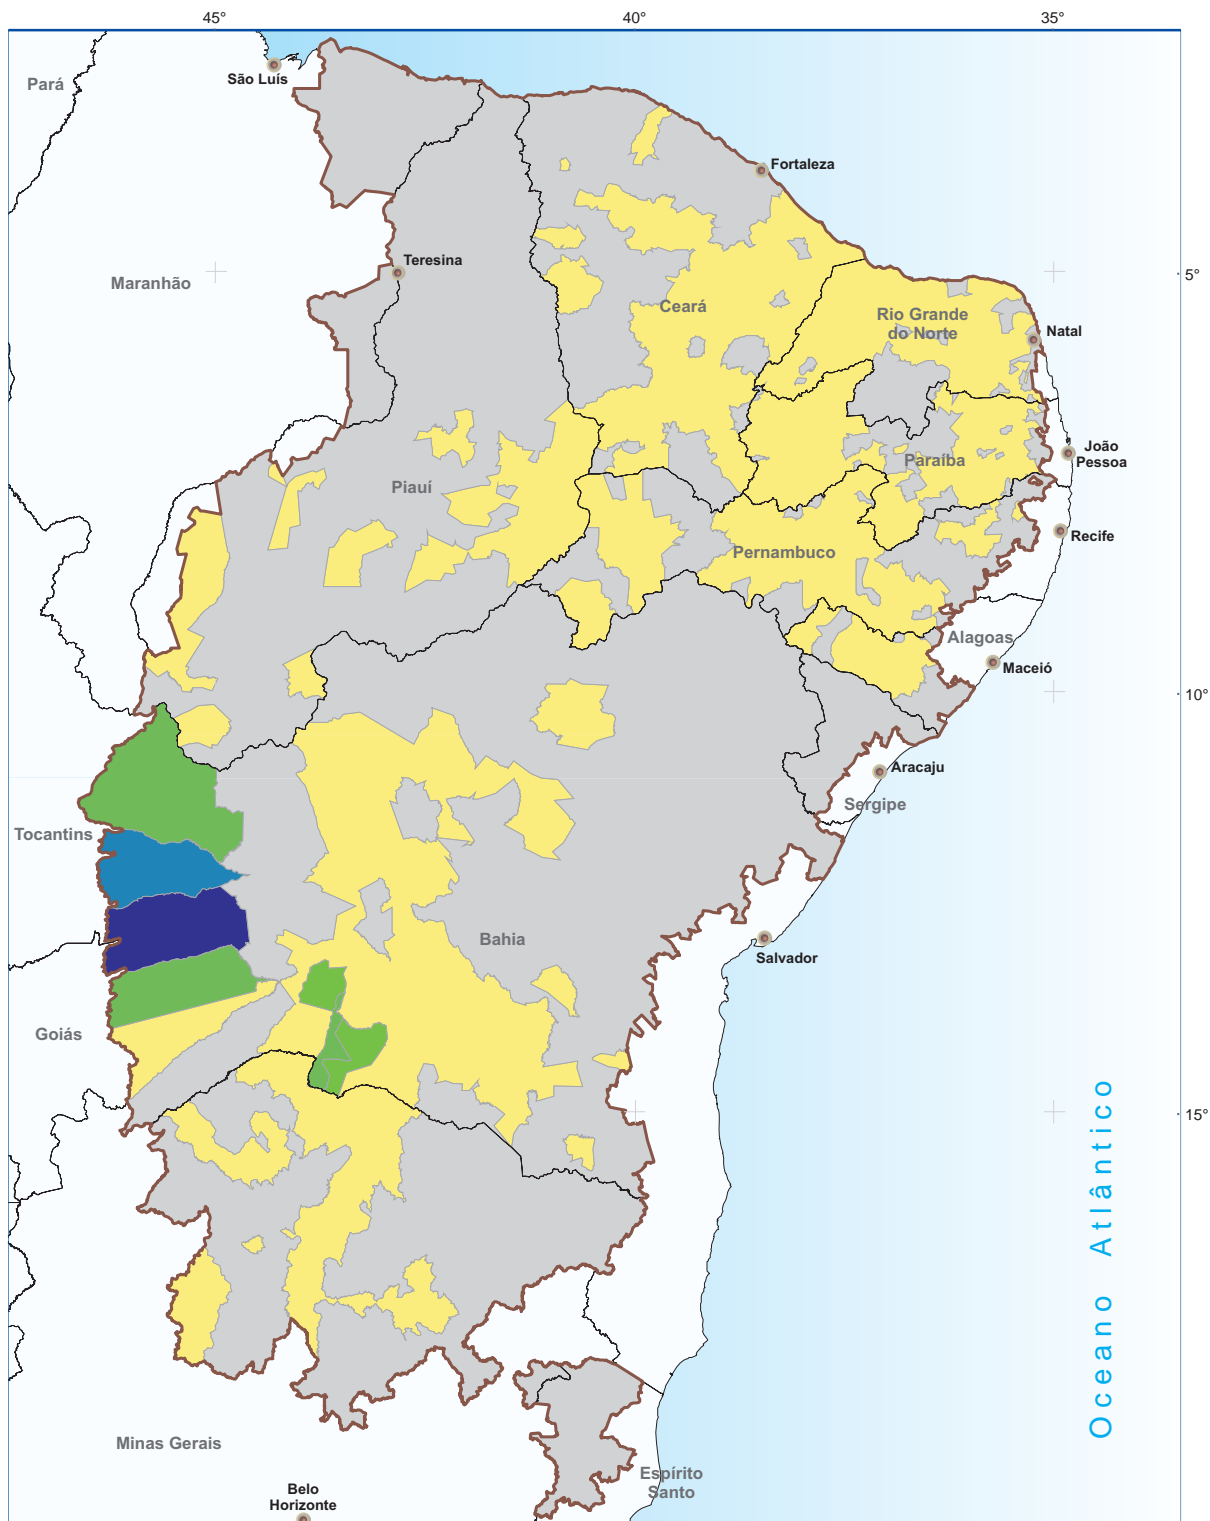 45°
40°
35°
São Luís
Pará
Fortaleza
Teresina
5°
Maranhão
Ceará
Rio Grande
do Norte
Natal
João
Pessoa
Paraíba
Piauí
Recife
Pernambuco
Alagoas
Maceió
10°
Aracaju
Sergipe
Tocantins
Bahia
Salvador
Goiás
15°
Oceano Atlântico
Minas Gerais
Espírito
Santo
Belo
Horizonte